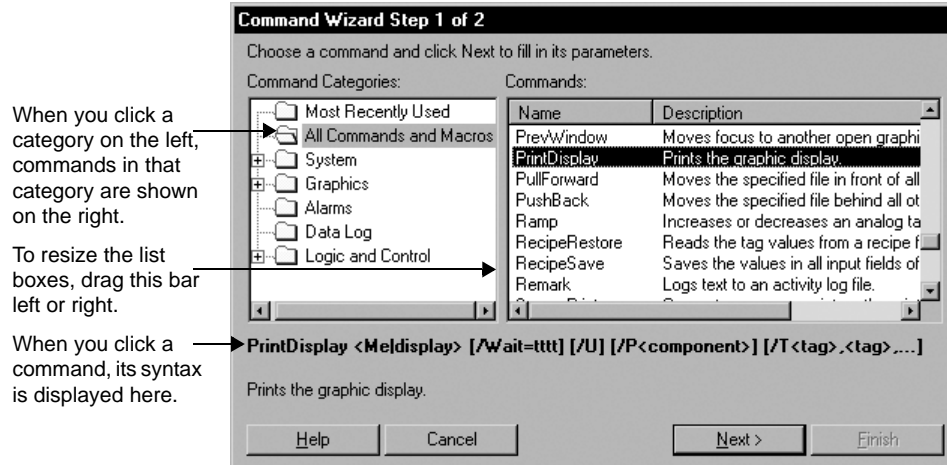 Command Wizard Step 1 of 2
Choose a command and click Next to fill in its parameters.
Command Categories:
Commands:
When you click a
category on the left,
commands in that
category are shown
on the right.
To resize the list
boxes, drag this bar
left or right.
When you click a
command, its syntax
is displayed here.
Most Recently Used
All Commands and Macros
System
Graphics
Alarms
Data Log
Logic and Control
Name Description
PrevWindow Moves focus to another open graphi
PrintDisplay Prints the graphic display.
PullForward Moves the specified file in front of all
PushBack Moves the specified file behind all ot
Ramp Increases or decreases an analog ta
RecipeRestore Reads the tag values from a recipe f
RecipeSave Saves the values in all input fields of
Remark Logs text to an activity log file.
PrintDisplay <Me|display> [/Wait=tttt] [/U] [/P<component>] [/T<tag>,<tag>,...]
Prints the graphic display.
Help Cancel Next > Finish